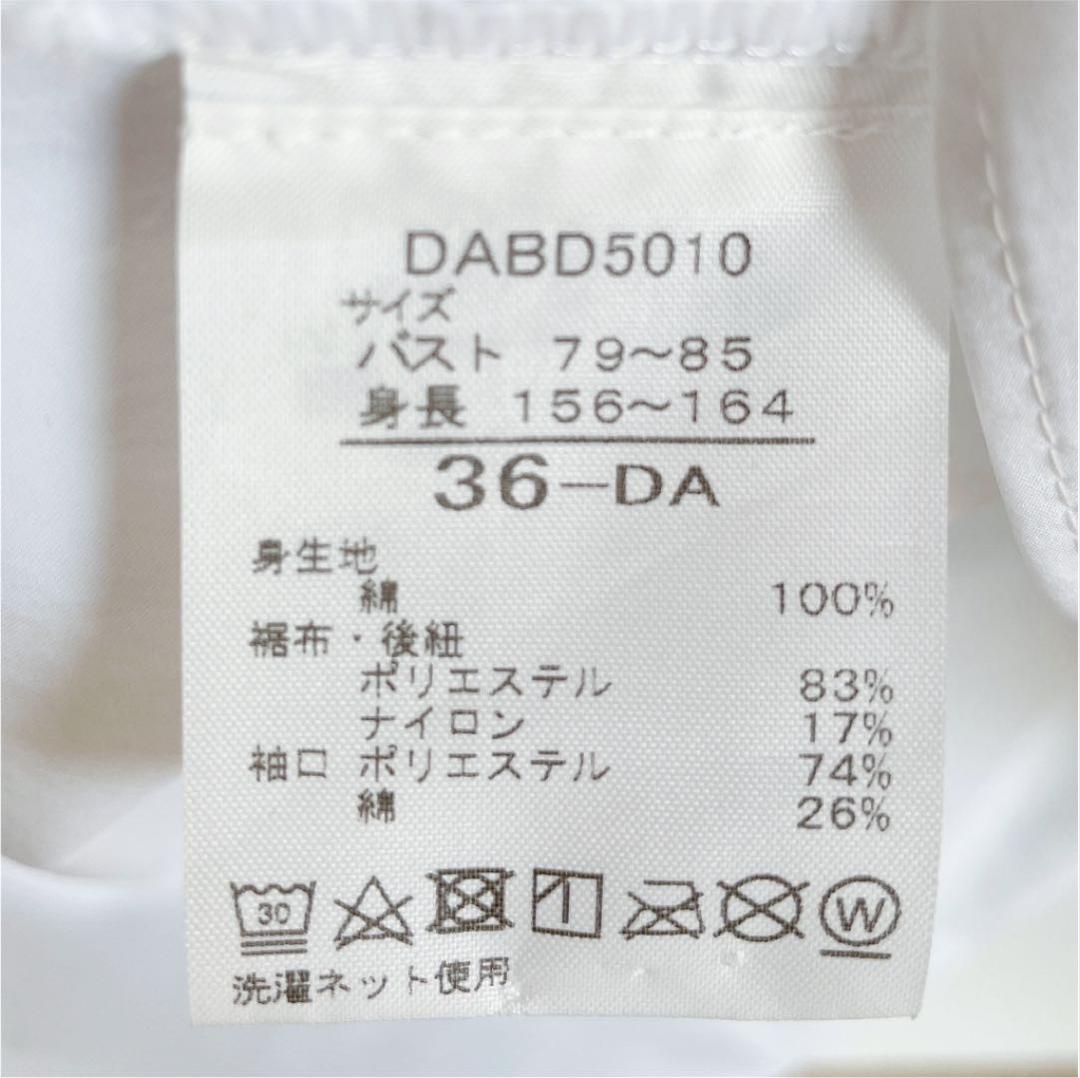 DABD5010
サイズ
バスト 79～85
身長 156～164
36－DA
身生地
綿 100%
裾布・後紐
ポリエステル 83%
ナイロン 17%
袖口 ポリエステル 74%
綿 26%
30 W
洗濯ネット使用